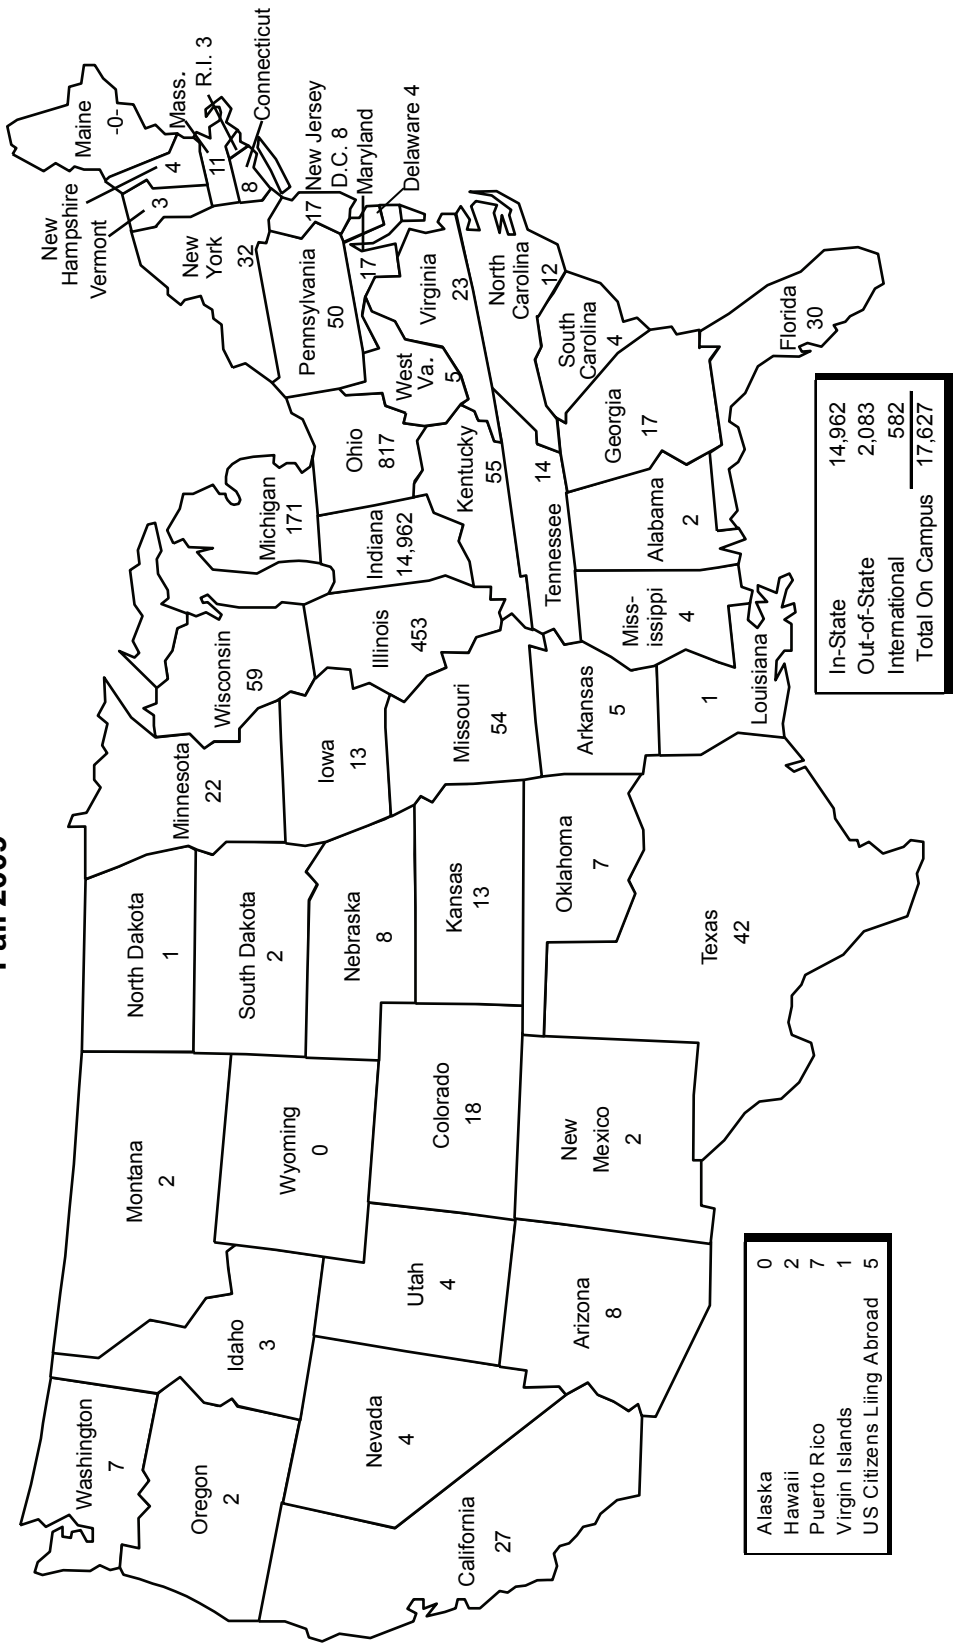 Fall
Washington
7
Oregon
2
California
27
Nevada
4
Idaho
3
Montana
2
Wyoming
0
Utah
4
Arizona
8
Colorado
18
New
Mexico
2
North Dakota
1
South Dakota
2
Nebraska
8
Kansas
13
Oklahoma
7
Texas
42
Minnesota
22
Iowa
13
Missouri
54
Arkansas
5
1
Louisiana
Wisconsin
59
Illinois
453
Michigan
171
Indiana
14,962
Ohio
817
Kentucky
55
Tennessee
14
Miss-
issippi
4
Alabama
2
Georgia
17
Florida
30
South
Carolina
4
North
Carolina
12
Virginia
23
West
Va.
5
Pennsylvania
50
New
York
32
New
Hampshire
4
Vermont
3
Maine
-0-
Mass.
11
R.I. 3
Connecticut
8
New Jersey
17
D.C. 8
Maryland
17
Delaware 4
Alaska 0
Hawaii 2
Puerto Rico 7
Virgin Islands 1
US Citizens Liing Abroad 5
In-State 14,962
Out-of-State 2,083
International 582
Total On Campus 17,627